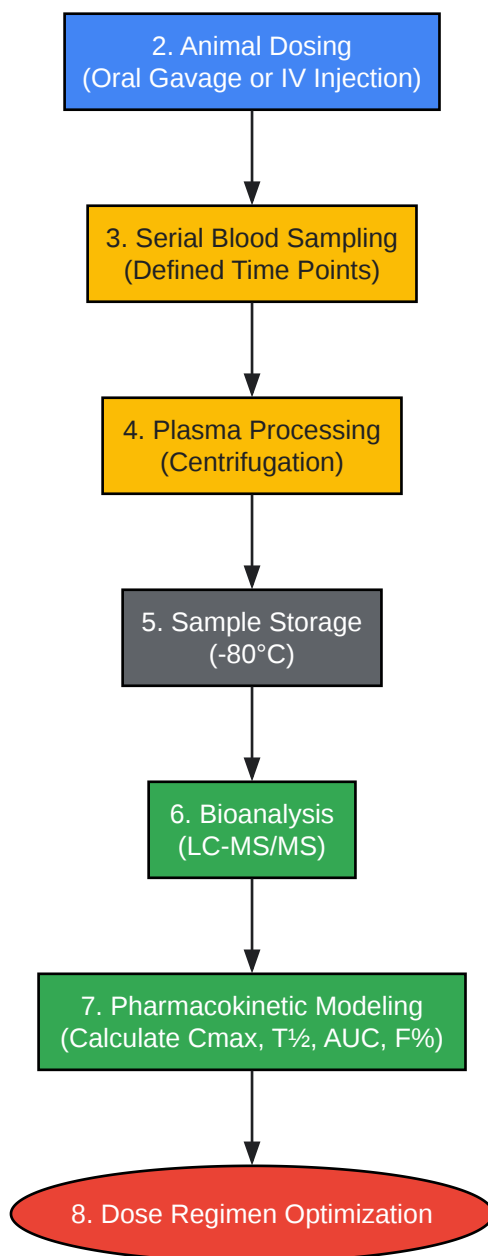 2. Animal Dosing
(Oral Gavage or IV Injection)
3. Serial Blood Sampling
(Defined Time Points)
4. Plasma Processing
(Centrifugation)
5. Sample Storage
(-80°C)
6. Bioanalysis
(LC-MS/MS)
7. Pharmacokinetic Modeling
(Calculate Cmax, T½, AUC, F%)
8. Dose Regimen Optimization